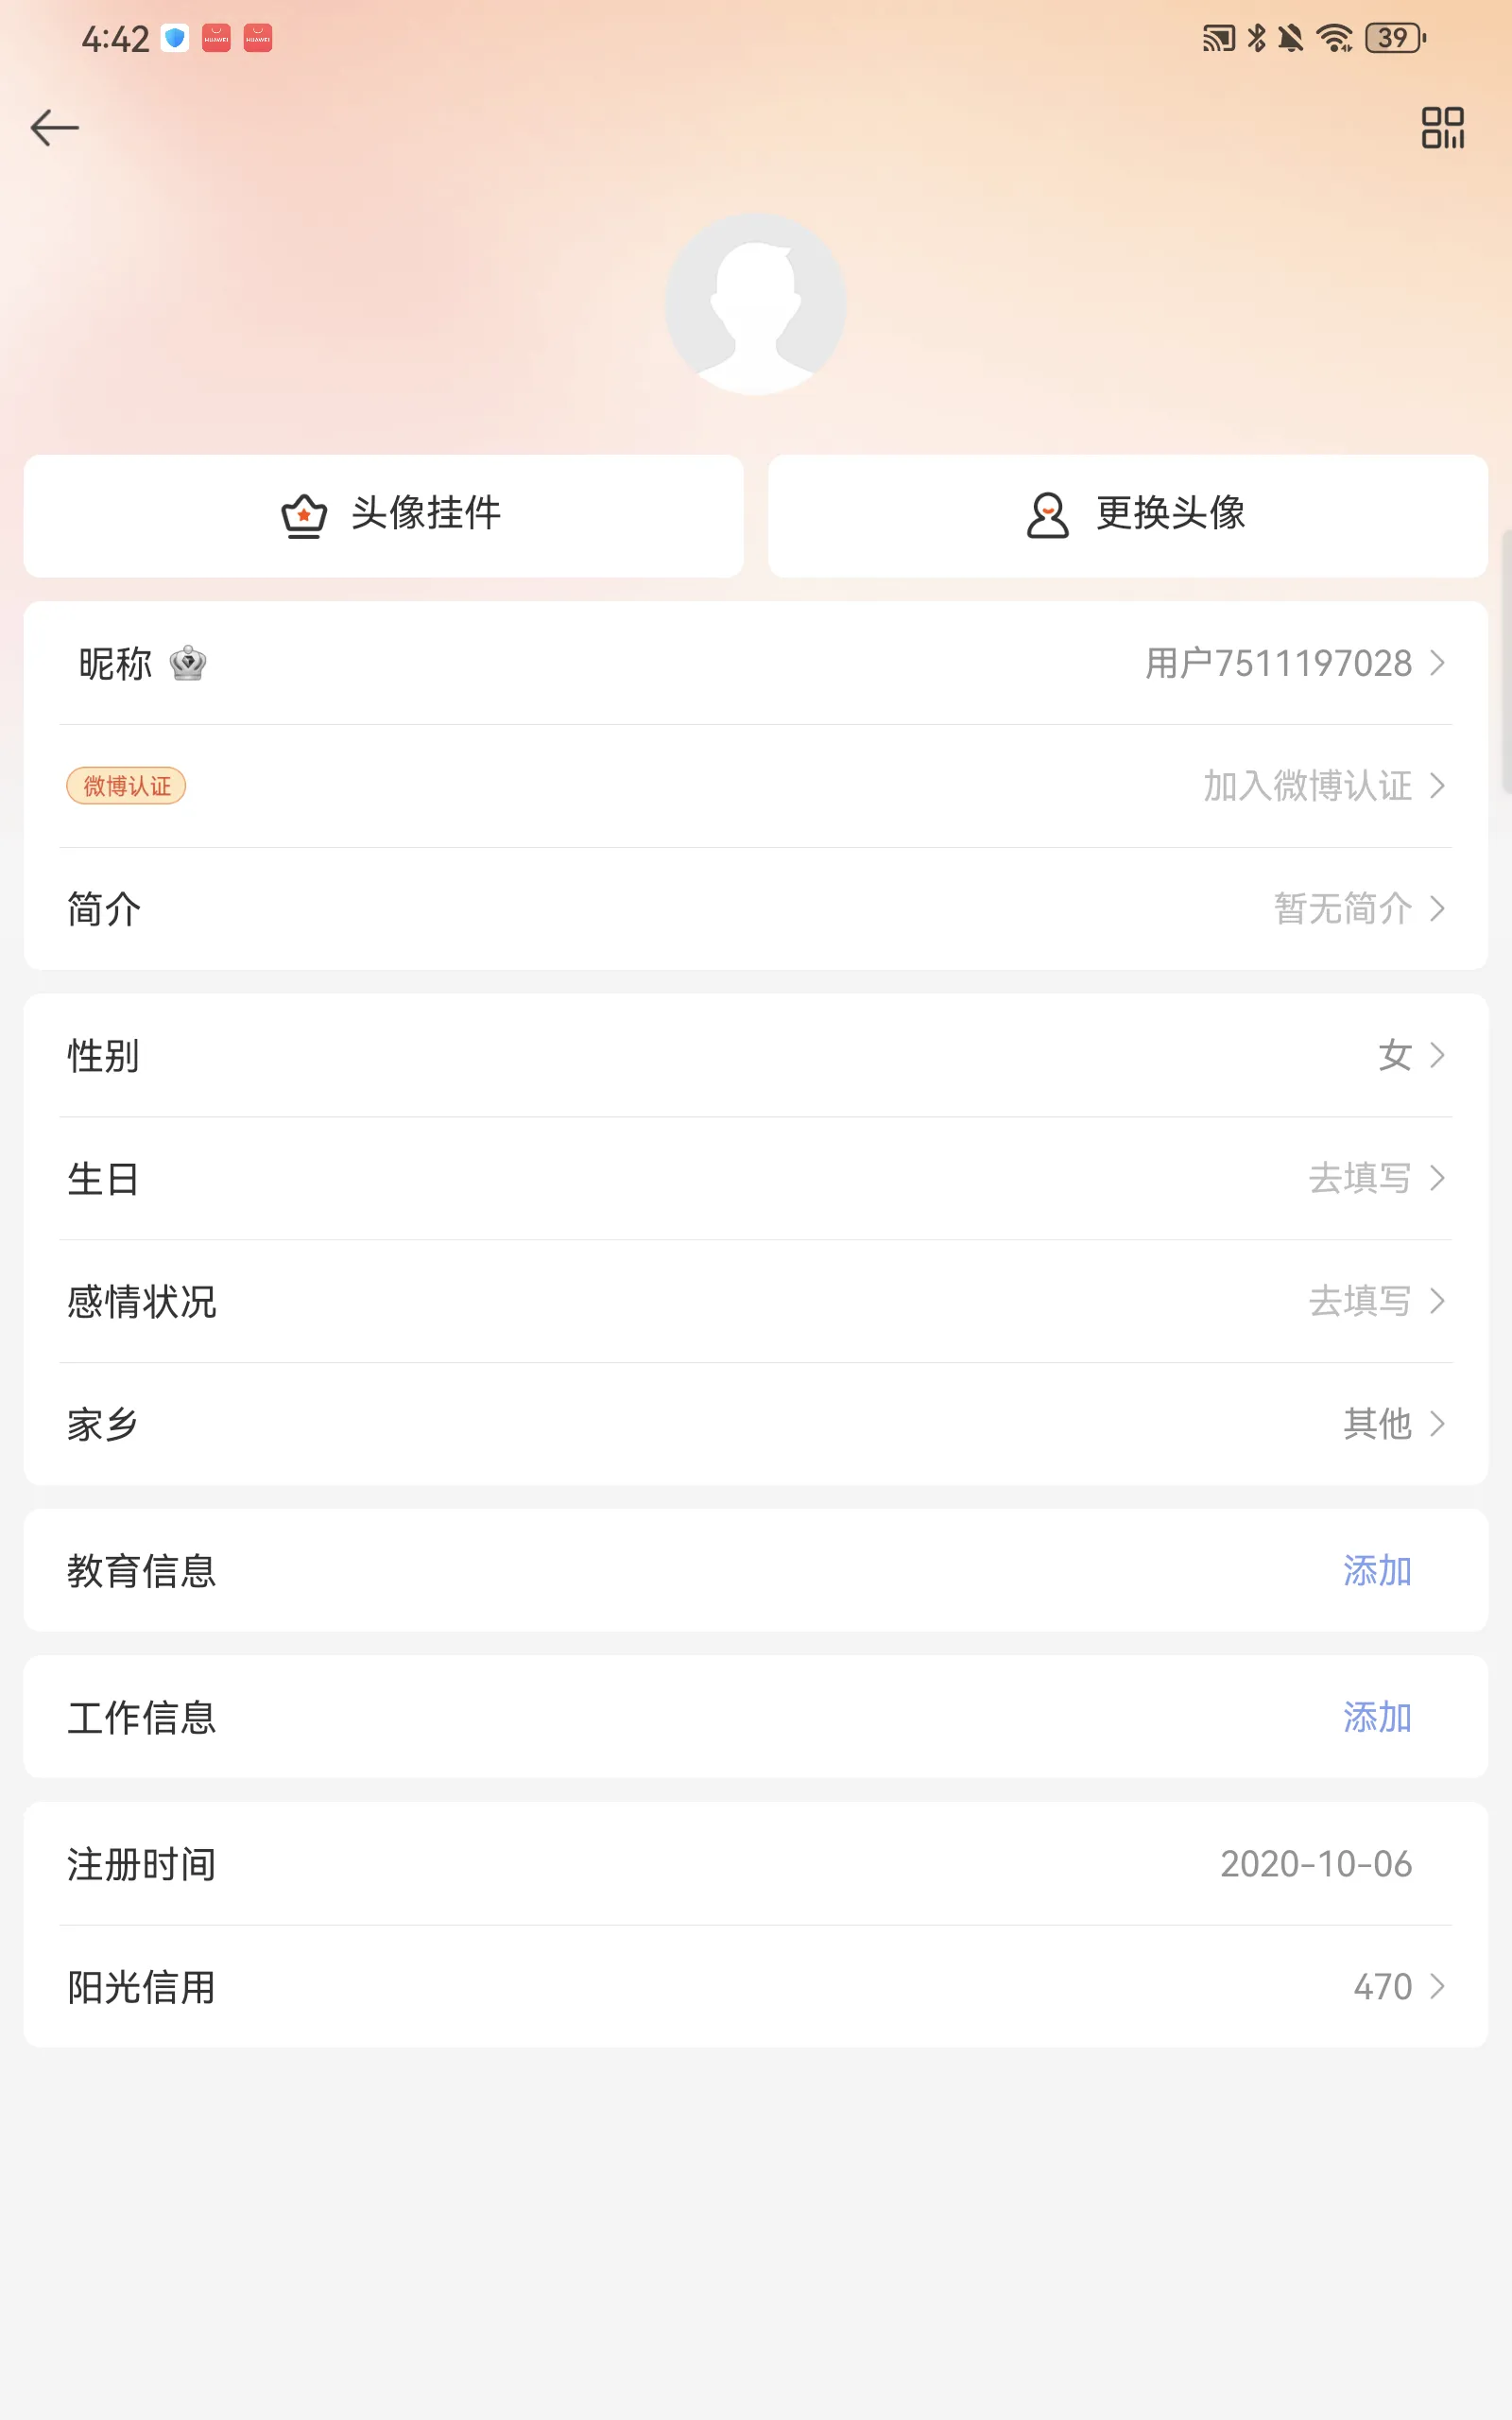 4:42 HUAWEI HUAWEI 39
头像挂件 更换头像
昵称 用户7511197028
微博认证 加入微博认证
简介 暂无简介
性别 女
生日 去填写
感情状况 去填写
家乡 其他
教育信息 添加
工作信息 添加
注册时间 2020-10-06
阳光信用 470